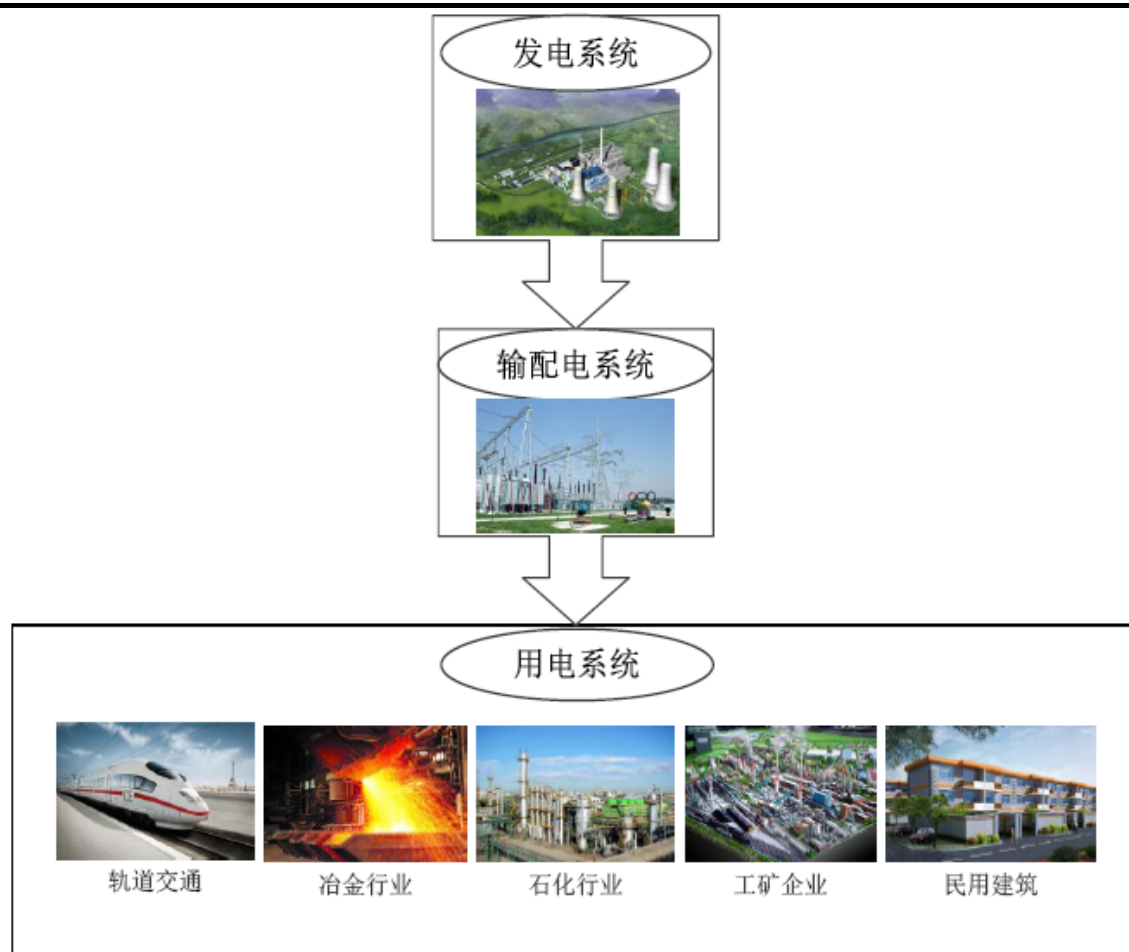 发电系统
输配电系统
用电系统
轨道交通
冶金行业
石化行业
工矿企业
民用建筑